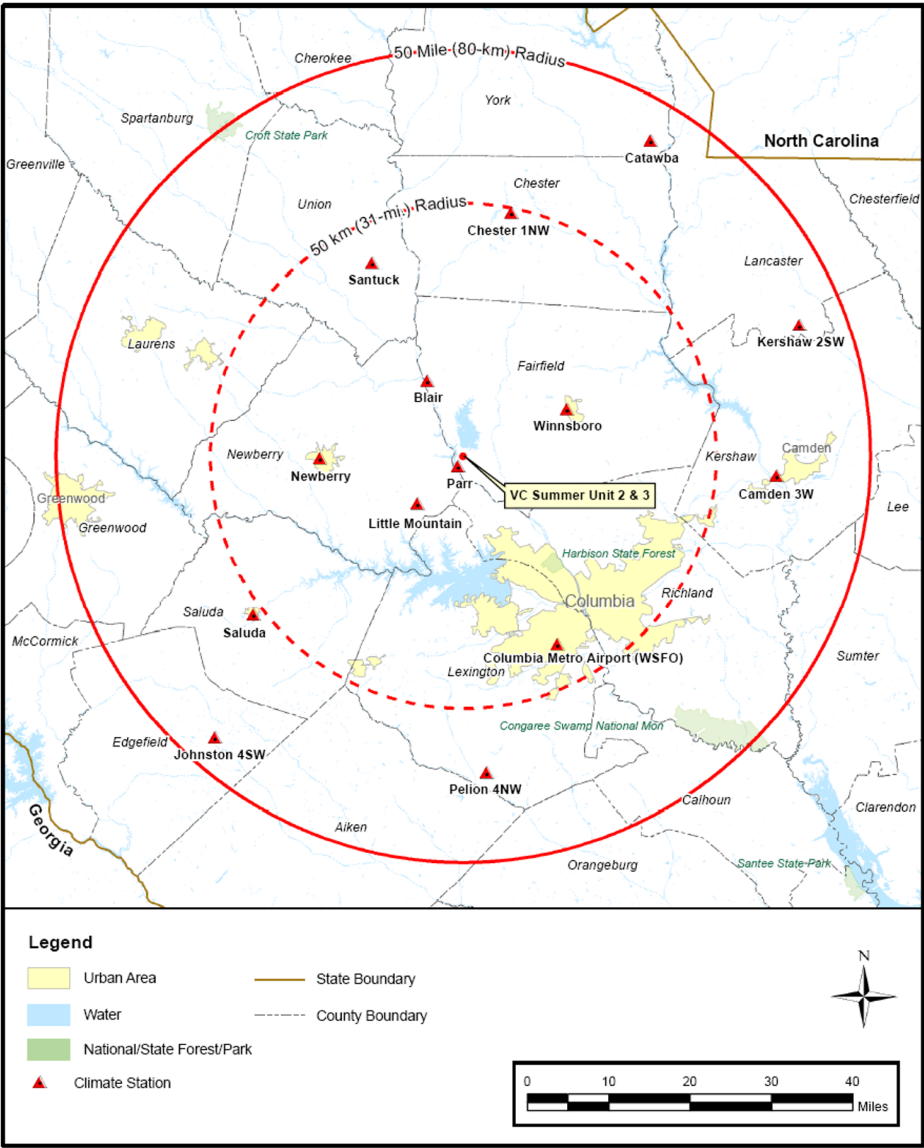 50 Mile (80-km) Radius
Cherokee
York
Spartanburg
Croft State Park
North Carolina
Catawba
Greenville
Chester
Chesterfield
Union
50 km (31-mi.) Radius
Chester 1NW
Lancaster
Santuck
Kershaw 2SW
Laurens
Fairfield
Blair
Winnsboro
Newberry
Kershaw
Camden
Newberry
Parr
Camden 3W
VC Summer Unit 2 & 3
Greenwood
Lee
Little Mountain
Greenwood
Harbison State Forest
Richland
Columbia
Saluda
Saluda
McCormick
Columbia Metro Airport (WSFO)
Sumter
Lexington
Congaree Swamp National Mon
Edgefield
Johnston 4SW
Pelion 4NW
Calhoun
Clarendon
Georgia
Aiken
Orangeburg
Santee State Park
Legend
Urban Area
State Boundary
Water
County Boundary
National/State Forest/Park
Climate Station
N
0 10 20 30 40
Miles